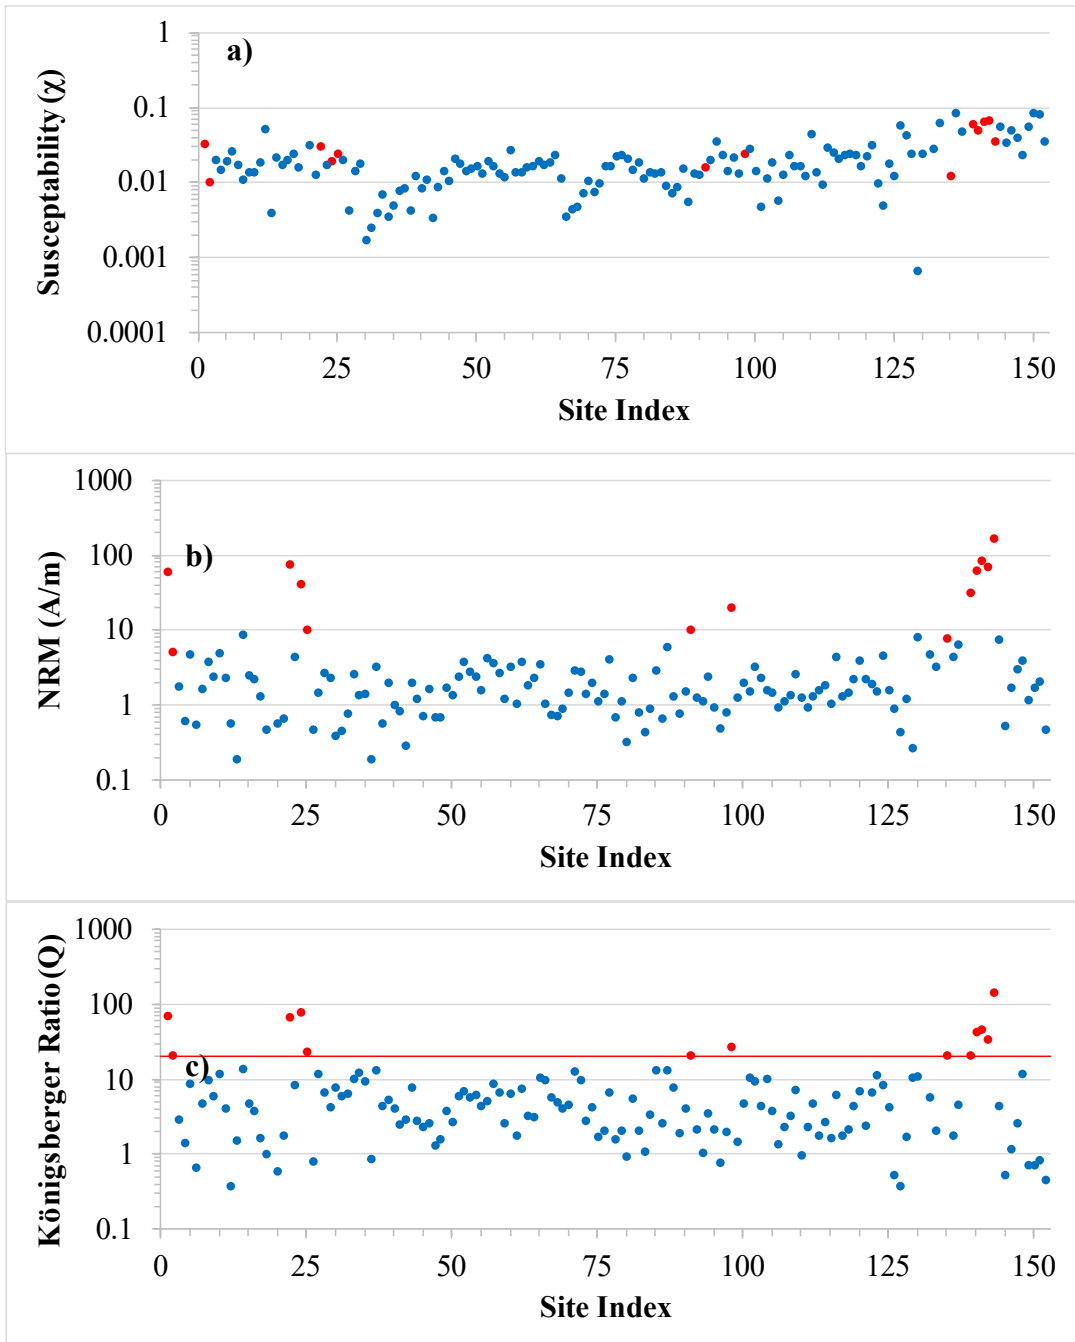 a)
Susceptability (χ)
1
0.1
0.01
0.001
0.0001
0 25 50 75 100 125 150
Site Index
b)
NRM (A/m)
1000
100
10
1
0.1
0 25 50 75 100 125 150
Site Index
c)
Königsberger Ratio (Q)
1000
100
10
1
0.1
0 25 50 75 100 125 150
Site Index